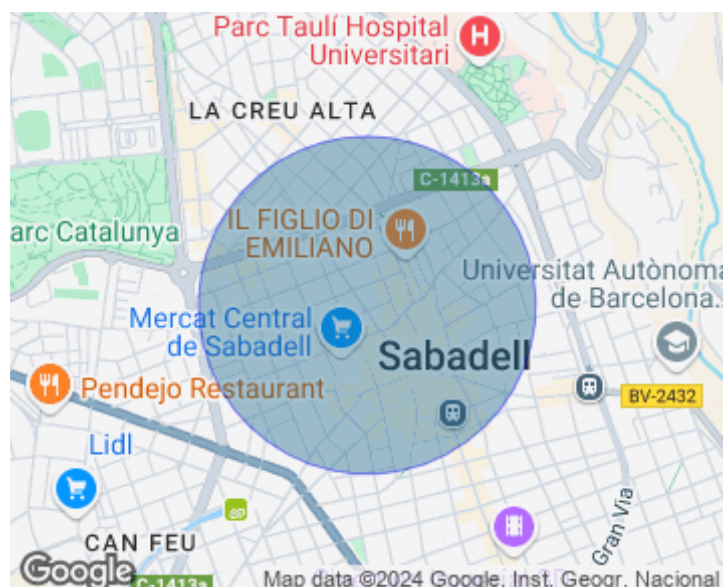 Parc Taulí Hospital
Universitari
H
LA CREU ALTA
C-1413a
IL FIGLIO DI
EMILIANO
arc Catalunya
Universitat Autònoma
de Barcelona...
Mercat Central
de Sabadell
Sabadell
Pendejo Restaurant
BV-2432
Lidl
Gran Via
CAN FEU
Google
C-1413a
Map data ©2024 Google, Inst. Geogr. Nacional